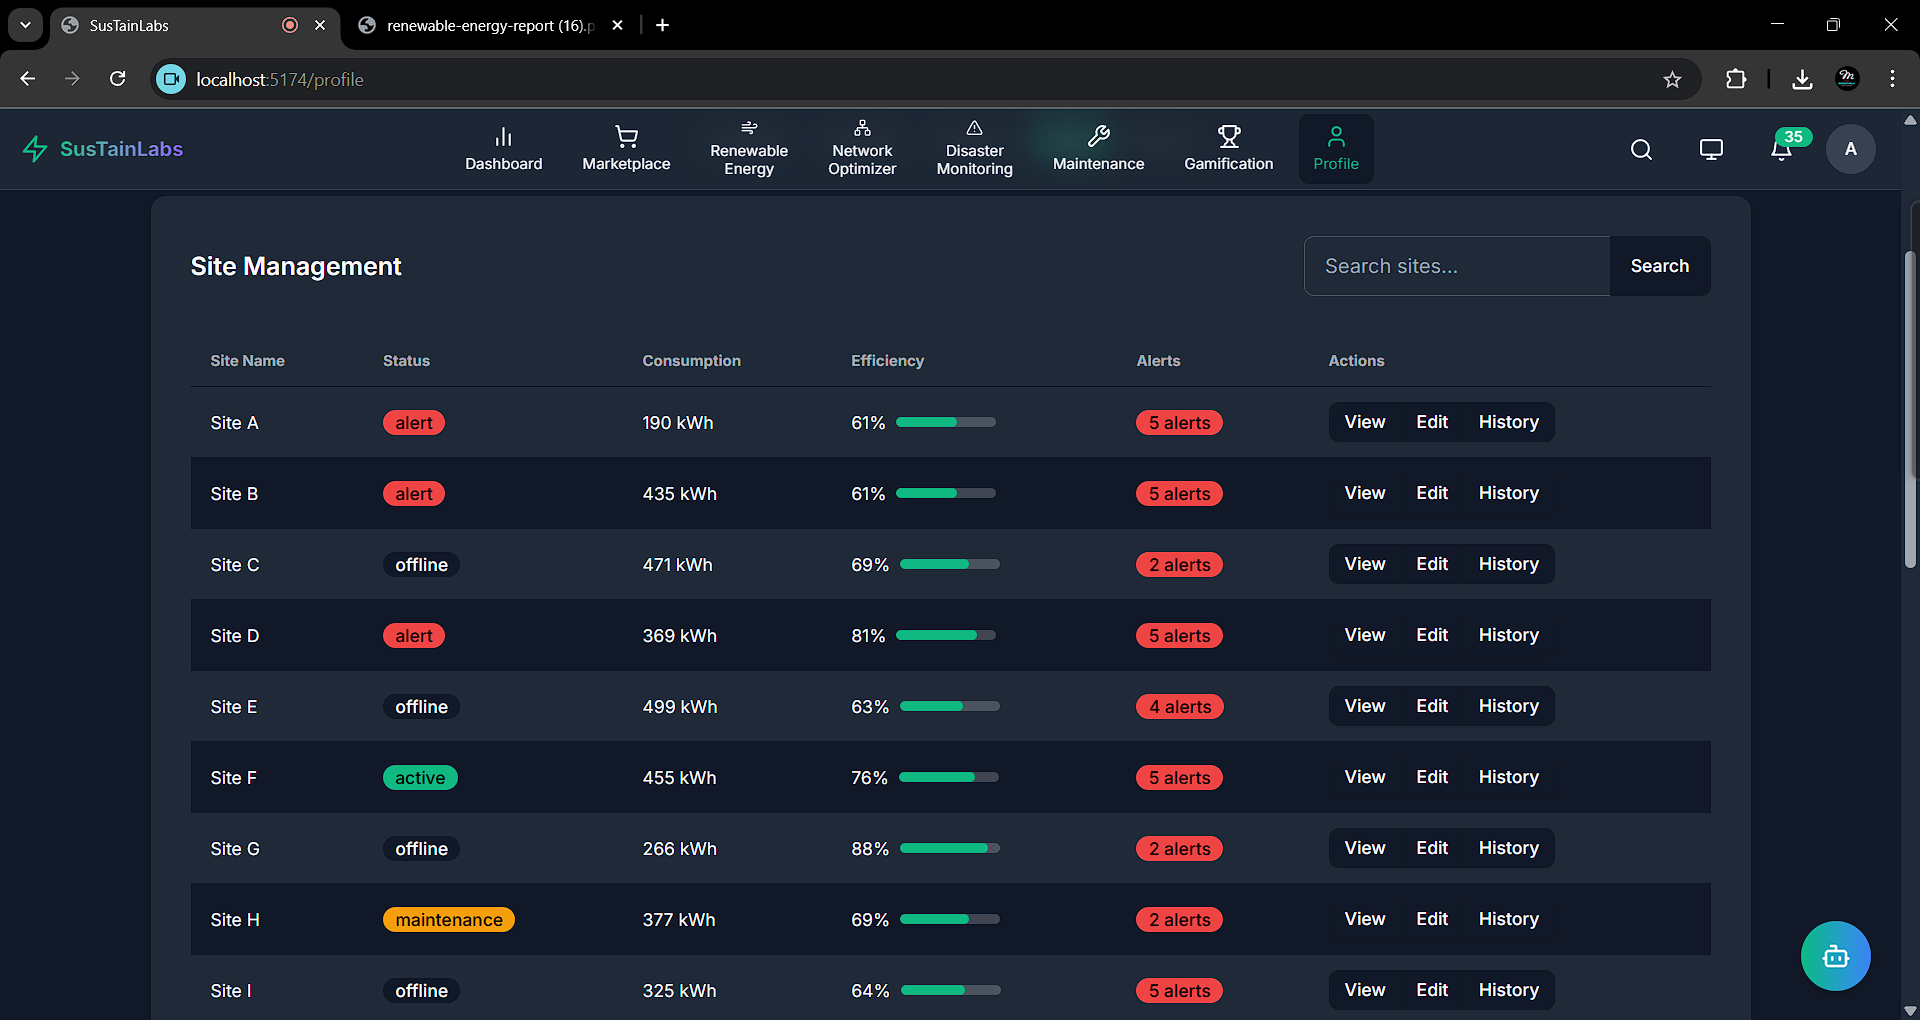 SusTainLabs
renewable-energy-report (16).p
localhost:5174/profile
SusTainLabs
Dashboard
Marketplace
Renewable
Energy
Network
Optimizer
Disaster
Monitoring
Maintenance
Gamification
Profile
35
A
Site Management
Search sites...
Search
Site Name Status Consumption Efficiency Alerts Actions
Site A alert 190 kWh 61% 5 alerts View Edit History
Site B alert 435 kWh 61% 5 alerts View Edit History
Site C offline 471 kWh 69% 2 alerts View Edit History
Site D alert 369 kWh 81% 5 alerts View Edit History
Site E offline 499 kWh 63% 4 alerts View Edit History
Site F active 455 kWh 76% 5 alerts View Edit History
Site G offline 266 kWh 88% 2 alerts View Edit History
Site H maintenance 377 kWh 69% 2 alerts View Edit History
Site I offline 325 kWh 64% 5 alerts View Edit History